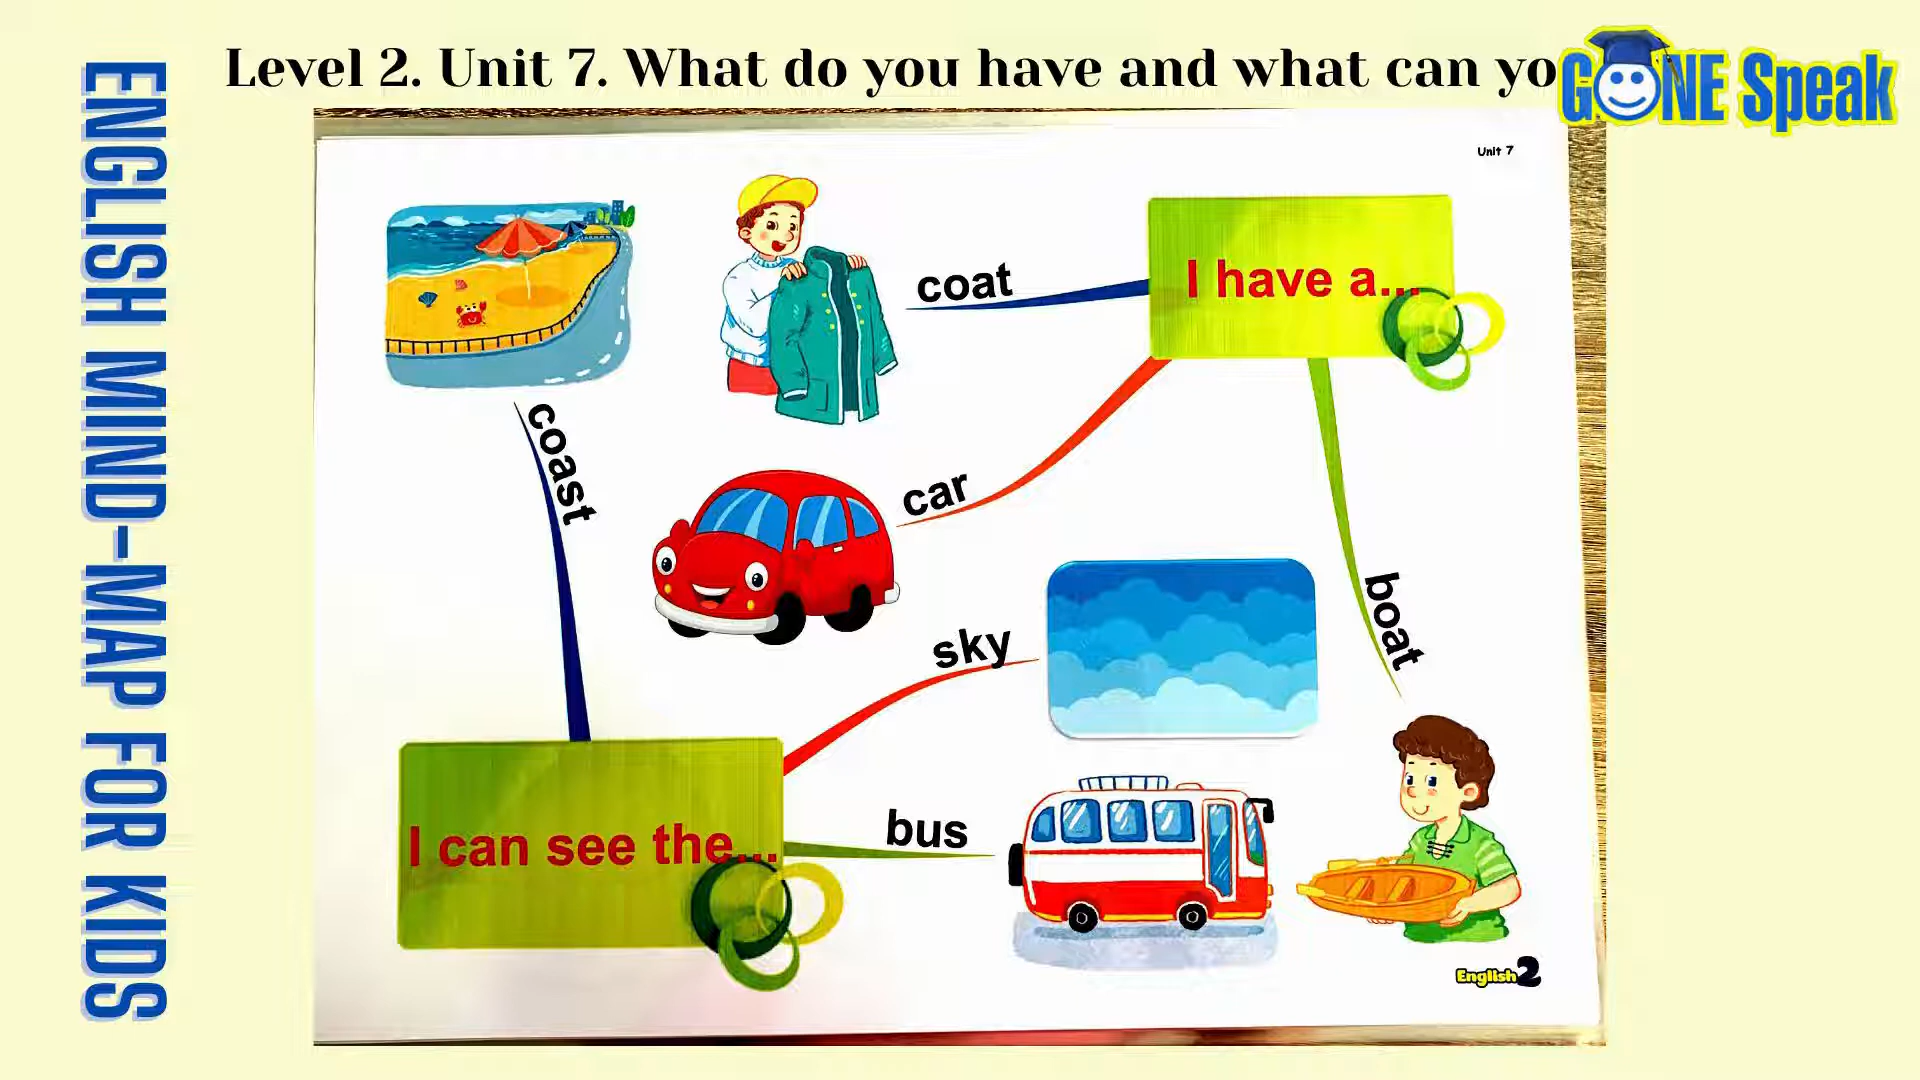 Level 2. Unit 7. What do you have and what can yo
GONE Speak
ENGLISH MIND-MAP FOR KIDS
Unit 7
coat
I have a...
coast
car
boat
sky
I can see the...
bus
English 2